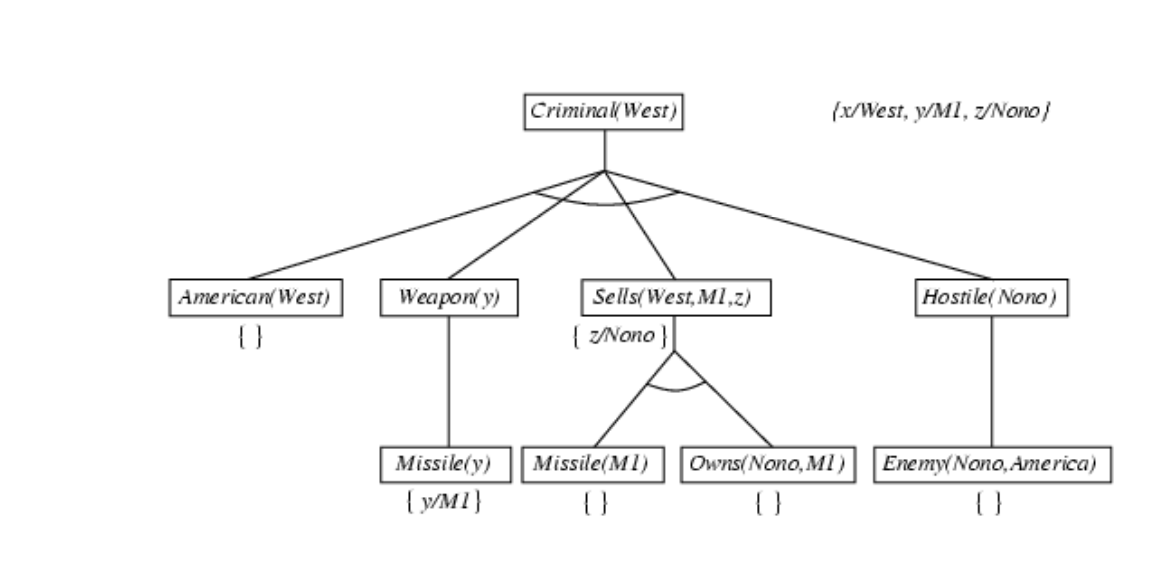 Criminal(West) {x/West, y/M1, z/Nono}
American(West) Weapon(y) Sells(West,M1,z) Hostile(Nono)
{ } { z/Nono }
Missile(y) Missile(M1) Owns(Nono,M1) Enemy(Nono,America)
{ y/M1 } { } { } { }